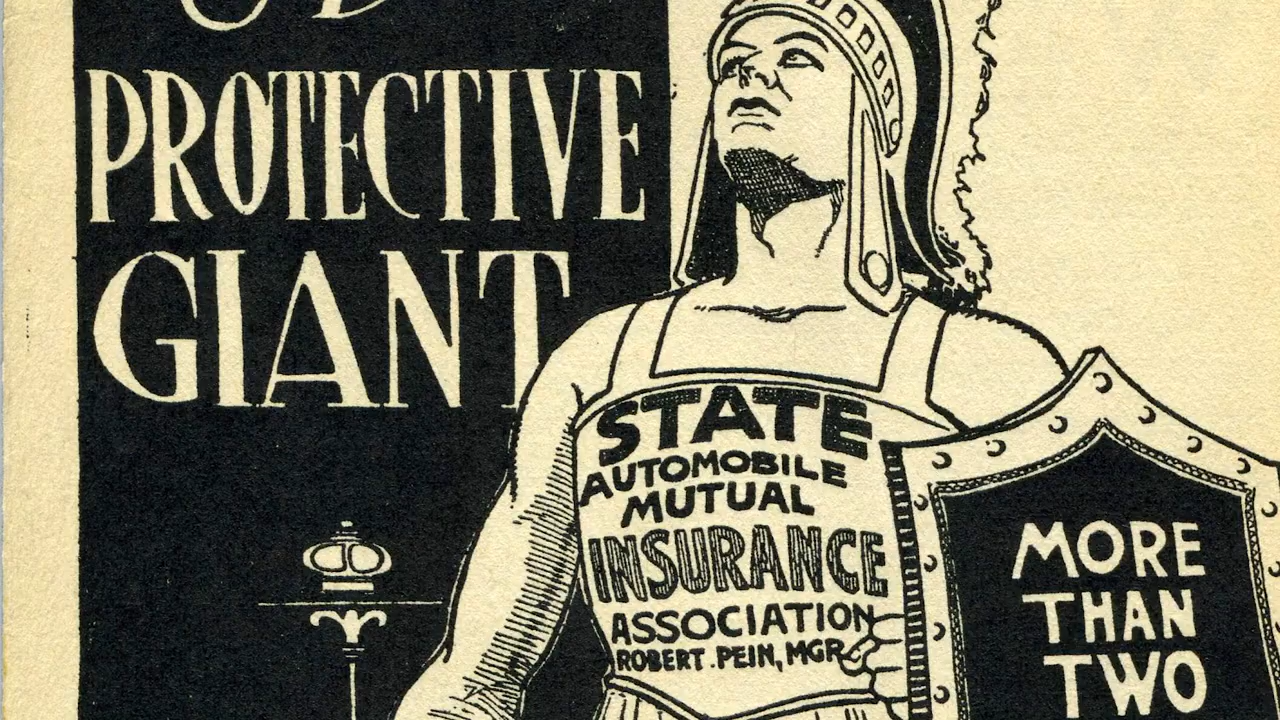 A
PROTECTIVE
GIANT
STATE
AUTOMOBILE
MUTUAL
INSURANCE
ASSOCIATION
ROBERT.PEIN, MGR.
MORE
THAN
TWO